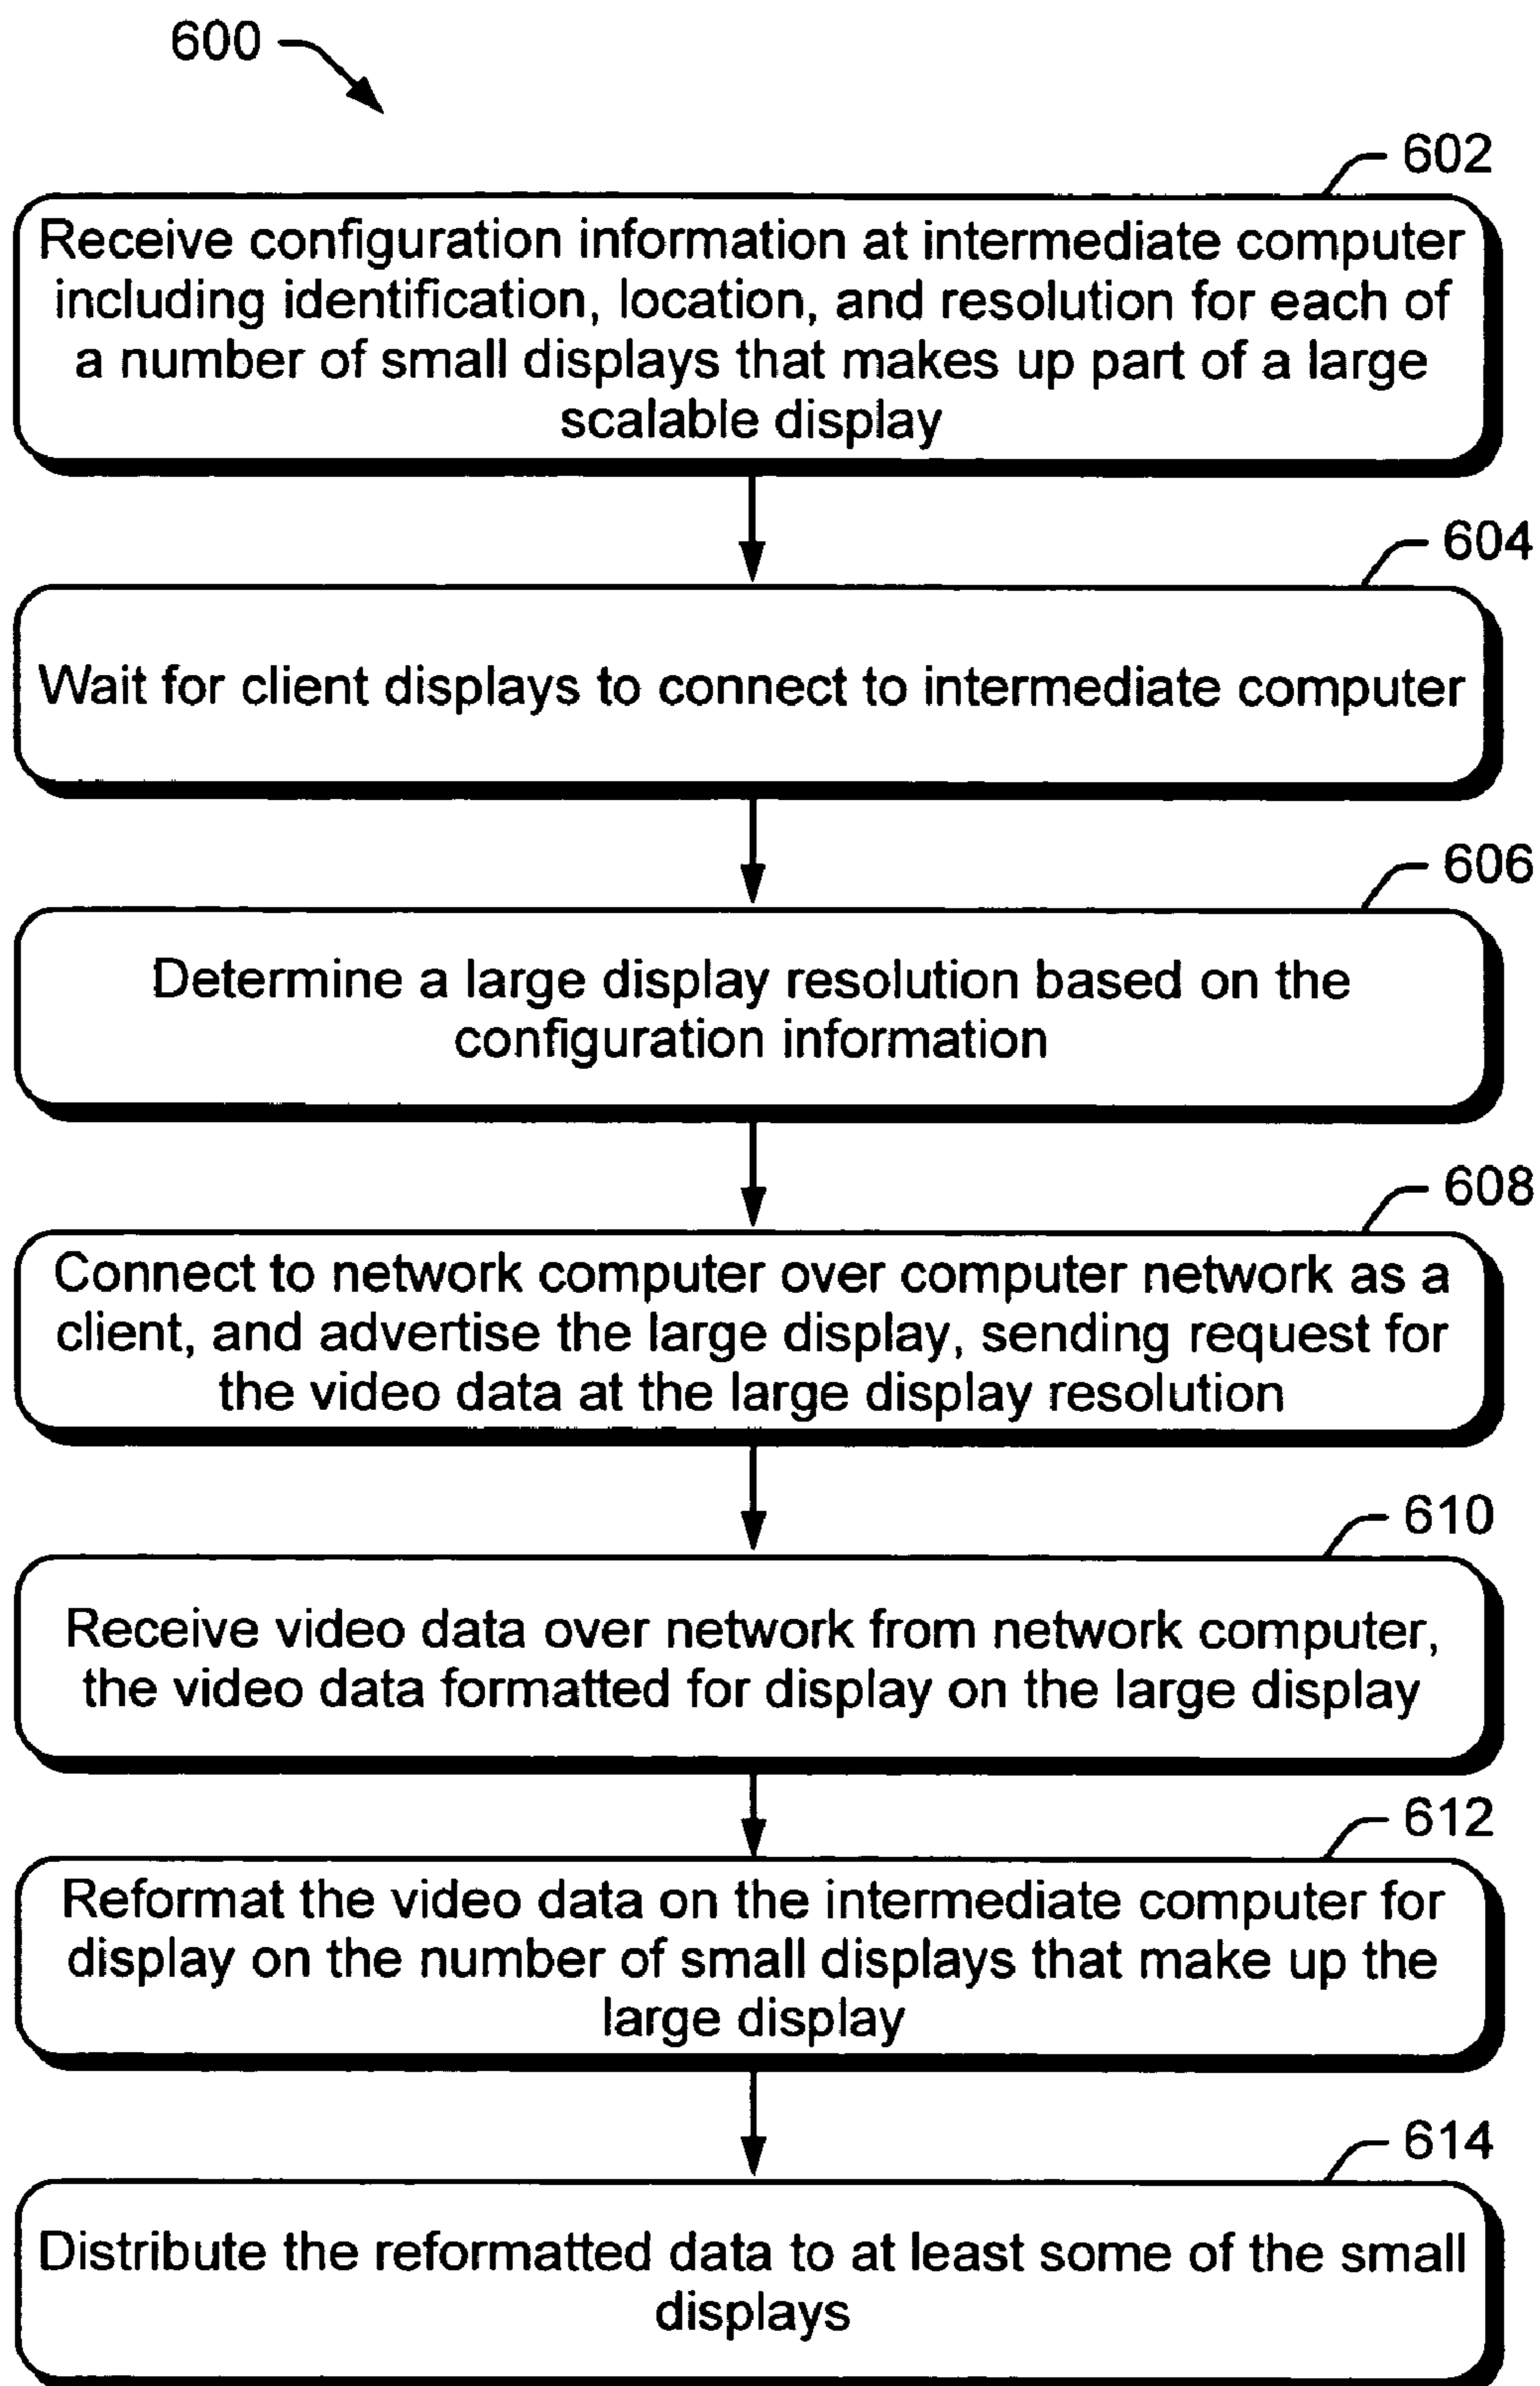 600
602
Receive configuration information at intermediate computer
including identification, location, and resolution for each of
a number of small displays that makes up part of a large
scalable display
604
Wait for client displays to connect to intermediate computer
606
Determine a large display resolution based on the
configuration information
608
Connect to network computer over computer network as a
client, and advertise the large display, sending request for
the video data at the large display resolution
610
Receive video data over network from network computer,
the video data formatted for display on the large display
612
Reformat the video data on the intermediate computer for
display on the number of small displays that make up the
large display
614
Distribute the reformatted data to at least some of the small
displays